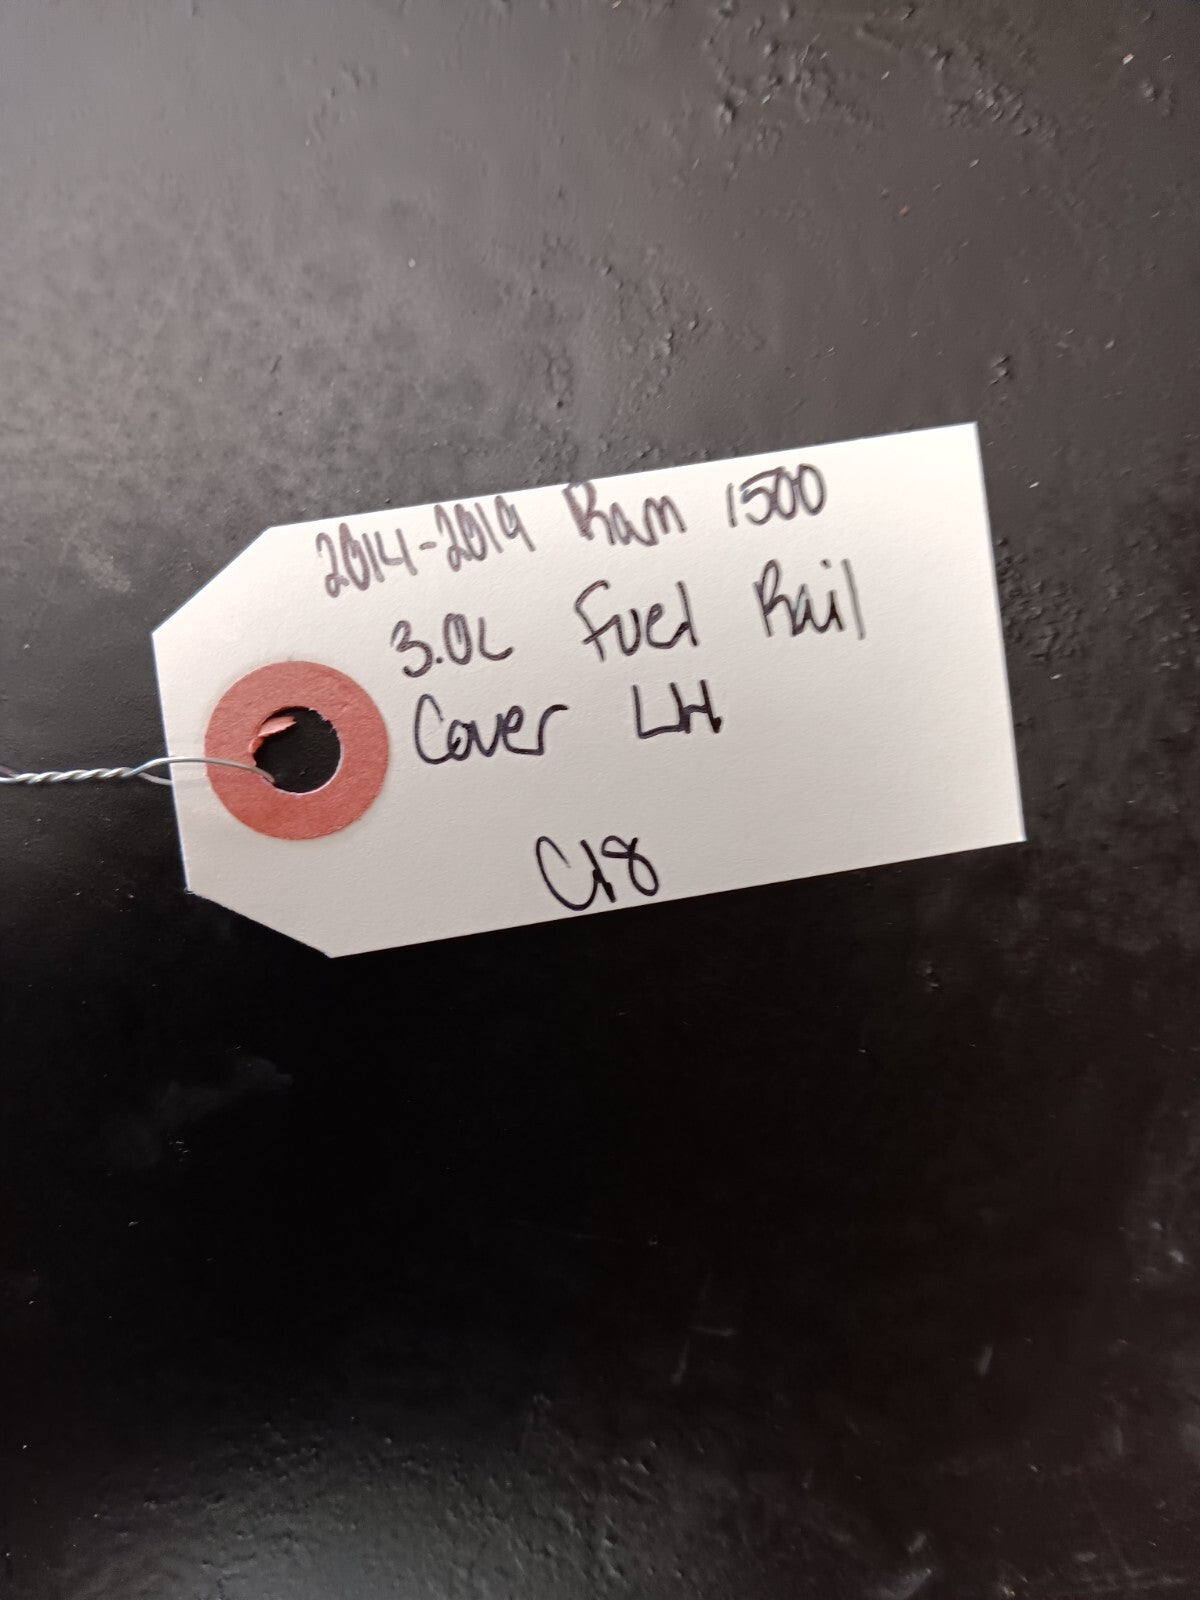 2014-2019 Ram 1500
3.0L Fuel Rail
Cover LH
C18